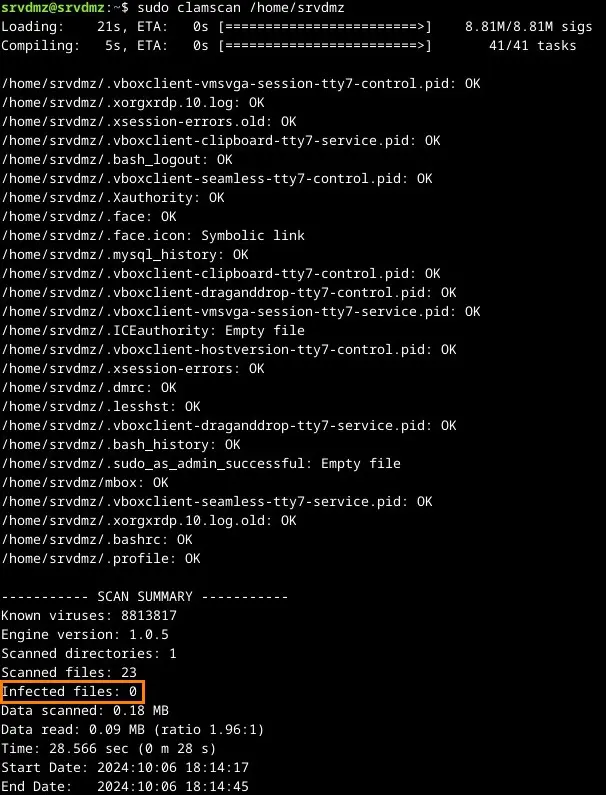 srvdmz@srvdmz:~$ sudo clamscan /home/srvdmz
Loading:    21s, ETA:   0s [========================>]    8.81M/8.81M sigs
Compiling:   5s, ETA:   0s [========================>]       41/41 tasks
/home/srvdmz/.vboxclient-vmsvga-session-tty7-control.pid: OK
/home/srvdmz/.xorgxrdp.10.log: OK
/home/srvdmz/.xsession-errors.old: OK
/home/srvdmz/.vboxclient-clipboard-tty7-service.pid: OK
/home/srvdmz/.bash_logout: OK
/home/srvdmz/.vboxclient-seamless-tty7-control.pid: OK
/home/srvdmz/.Xauthority: OK
/home/srvdmz/.face: OK
/home/srvdmz/.face.icon: Symbolic link
/home/srvdmz/.mysql_history: OK
/home/srvdmz/.vboxclient-clipboard-tty7-control.pid: OK
/home/srvdmz/.vboxclient-draganddrop-tty7-control.pid: OK
/home/srvdmz/.vboxclient-vmsvga-session-tty7-service.pid: OK
/home/srvdmz/.ICEauthority: Empty file
/home/srvdmz/.vboxclient-hostversion-tty7-control.pid: OK
/home/srvdmz/.xsession-errors: OK
/home/srvdmz/.dmrc: OK
/home/srvdmz/.lesshst: OK
/home/srvdmz/.vboxclient-draganddrop-tty7-service.pid: OK
/home/srvdmz/.bash_history: OK
/home/srvdmz/.sudo_as_admin_successful: Empty file
/home/srvdmz/mbox: OK
/home/srvdmz/.vboxclient-seamless-tty7-service.pid: OK
/home/srvdmz/.xorgxrdp.10.log.old: OK
/home/srvdmz/.bashrc: OK
/home/srvdmz/.profile: OK
----------- SCAN SUMMARY -----------
Known viruses: 8813817
Engine version: 1.0.5
Scanned directories: 1
Scanned files: 23
Infected files: 0
Data scanned: 0.18 MB
Data read: 0.09 MB (ratio 1.96:1)
Time: 28.566 sec (0 m 28 s)
Start Date: 2024:10:06 18:14:17
End Date:   2024:10:06 18:14:45